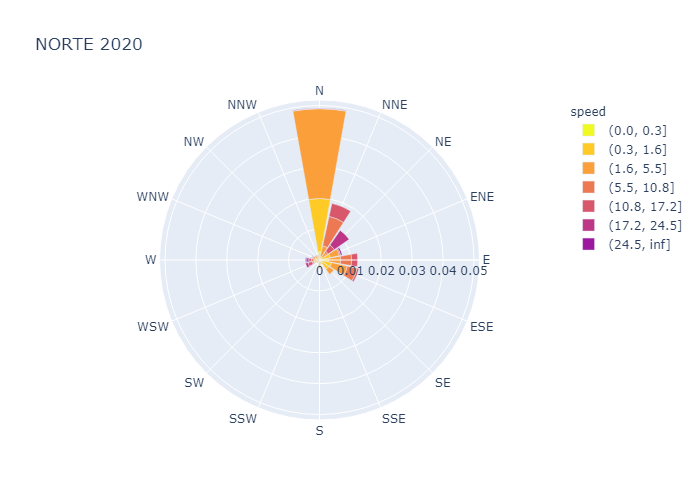 NORTE 2020
N
NNW
NNE
NW
NE
WNW
ENE
W
E
0 0.01 0.02 0.03 0.04 0.05
WSW
ESE
SW
SE
SSW
SSE
S
speed
(0.0, 0.3]
(0.3, 1.6]
(1.6, 5.5]
(5.5, 10.8]
(10.8, 17.2]
(17.2, 24.5]
(24.5, inf]